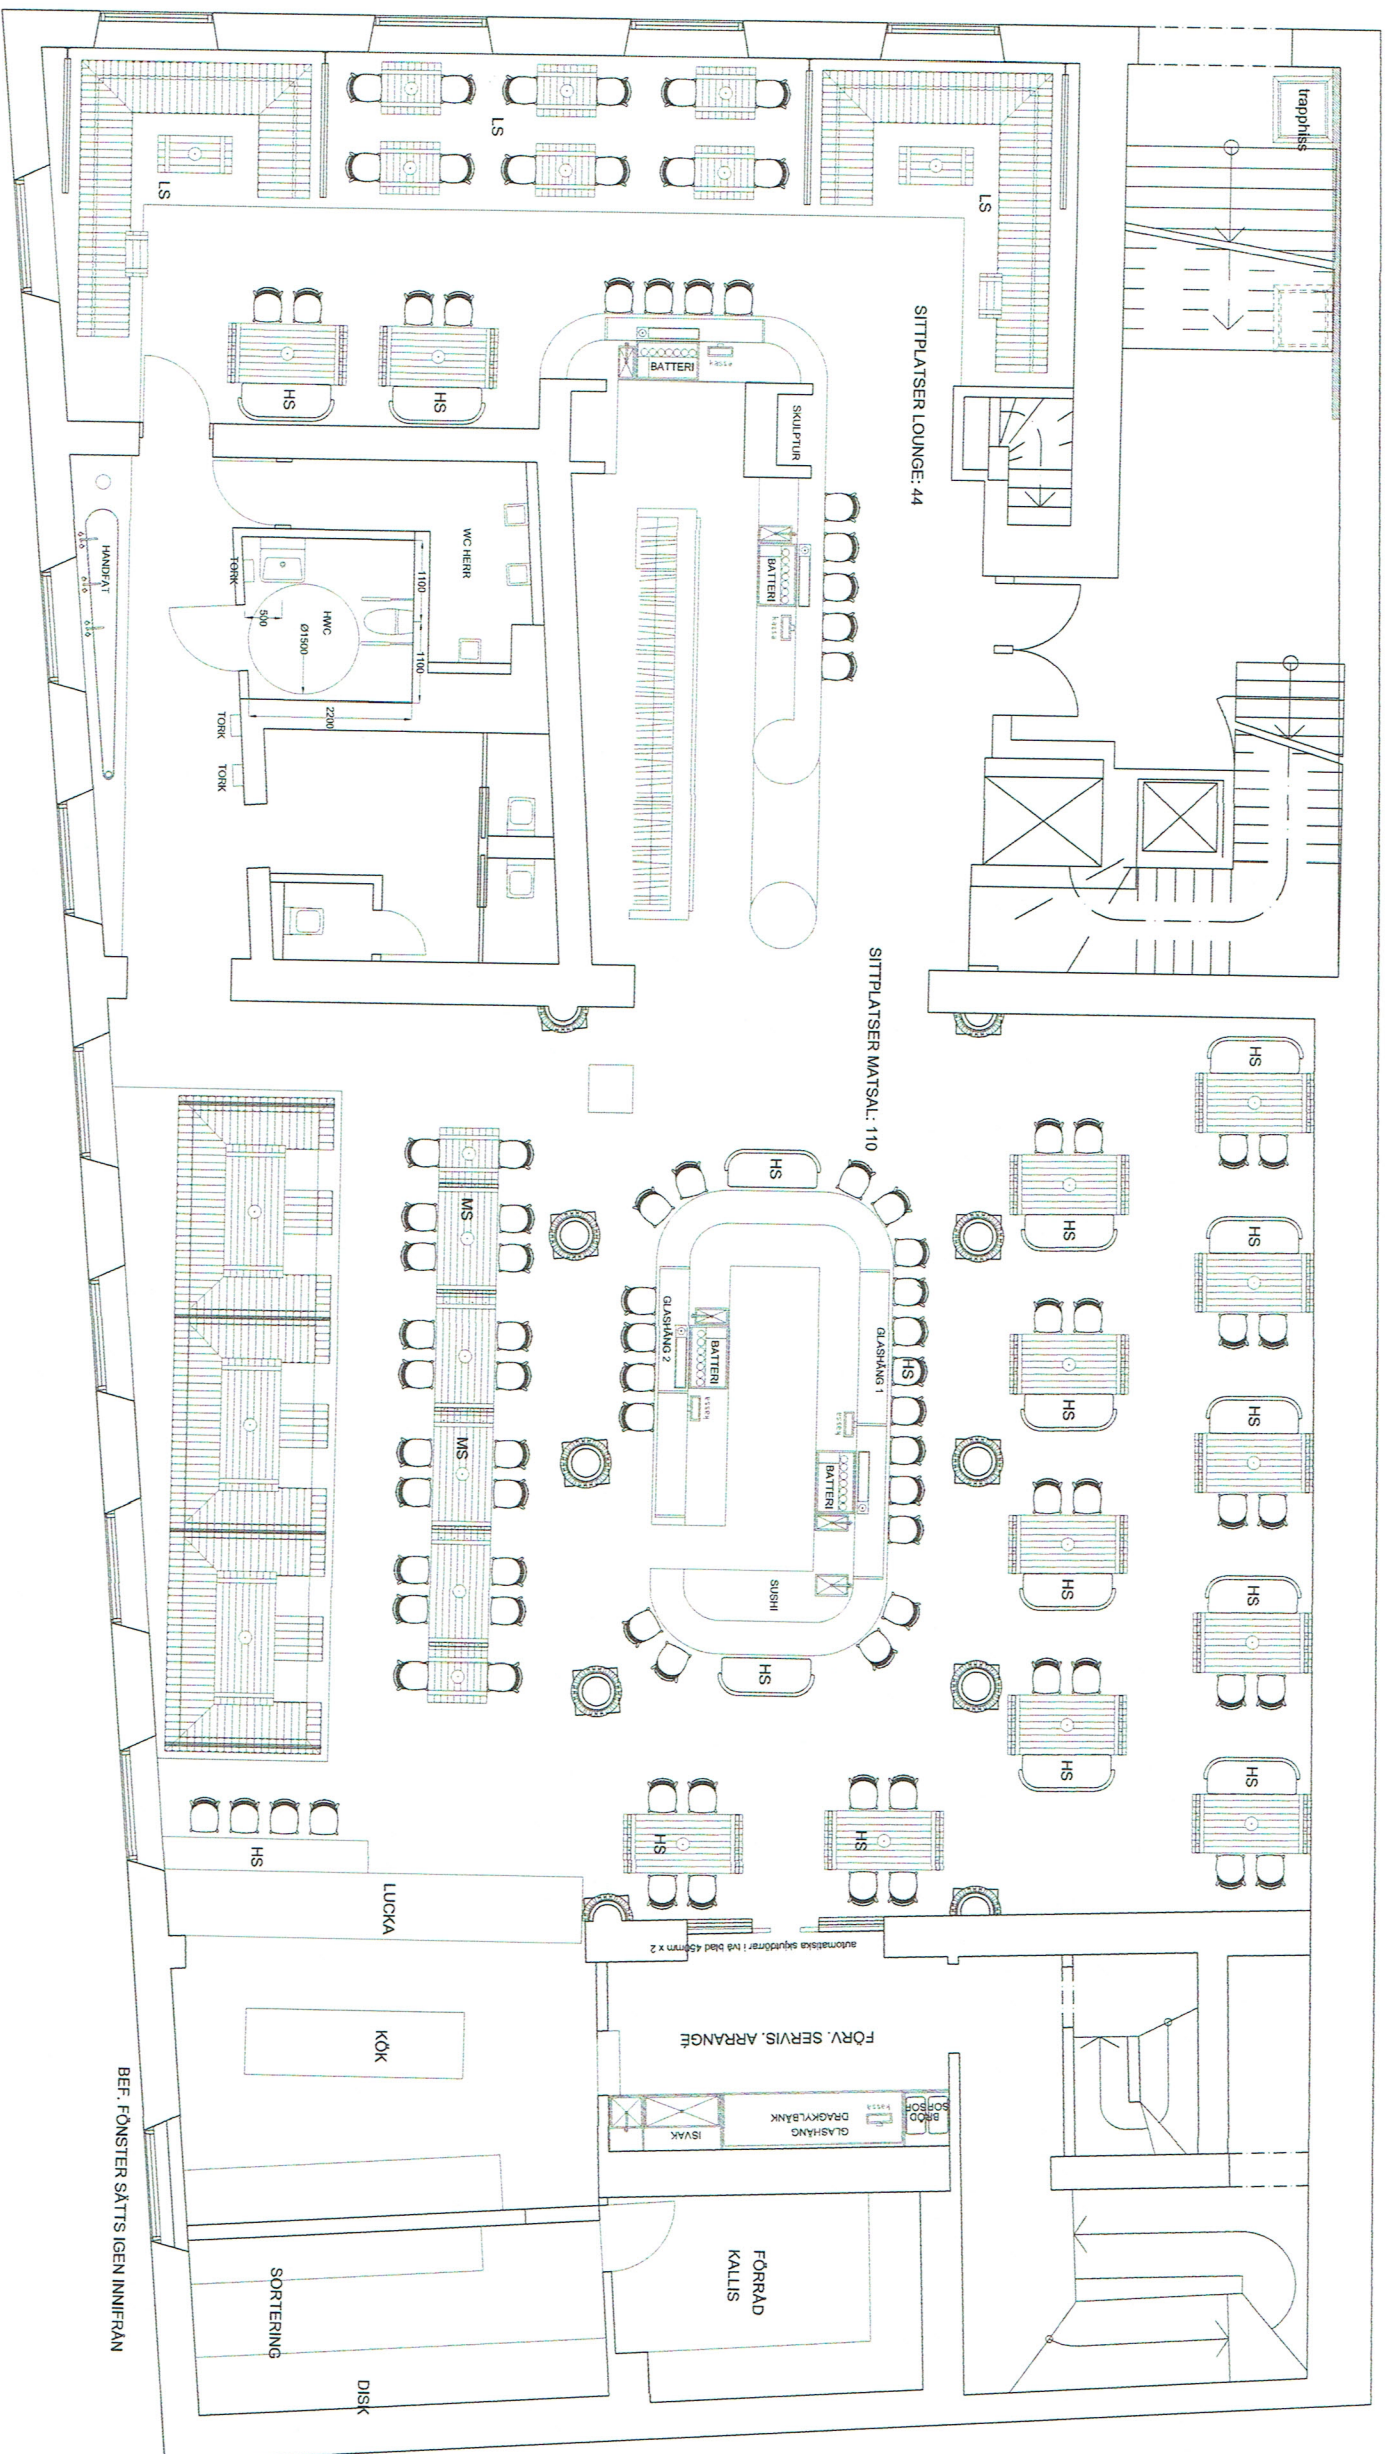 trapphiss
LS
LS
LS
SITTPLATSER LOUNGE: 44
BATTERI
kassa
HS
HS
SKULPTUR
WC HERR
BATTERI
kassa
HANDFAT
TORK
1100
500
HWC
Ø1500
1100
2200
TORK
TORK
SITTPLATSER MATSAL: 110
HS
HS
HS
HS
HS
HS
HS
HS
HS
HS
MS
MS
GLASHÄNG 2
BATTERI
kassa
GLASHÄNG 1
HS
kassa
BATTERI
SUSHI
HS
HS
HS
HS
LUCKA
automatiska skjutdörrar i två blad 450mm x 2
KÖK
FÖRV. SERVIS. ARRANGÉ
ISVAK
GLASHÄNG
DRAGKYLBÄNK
kassa
BRÖD
SOPSOR
BEF. FÖNSTER SÄTTS IGEN INNIFRÅN
FÖRRÅD
KALLIS
SORTERING
DISK